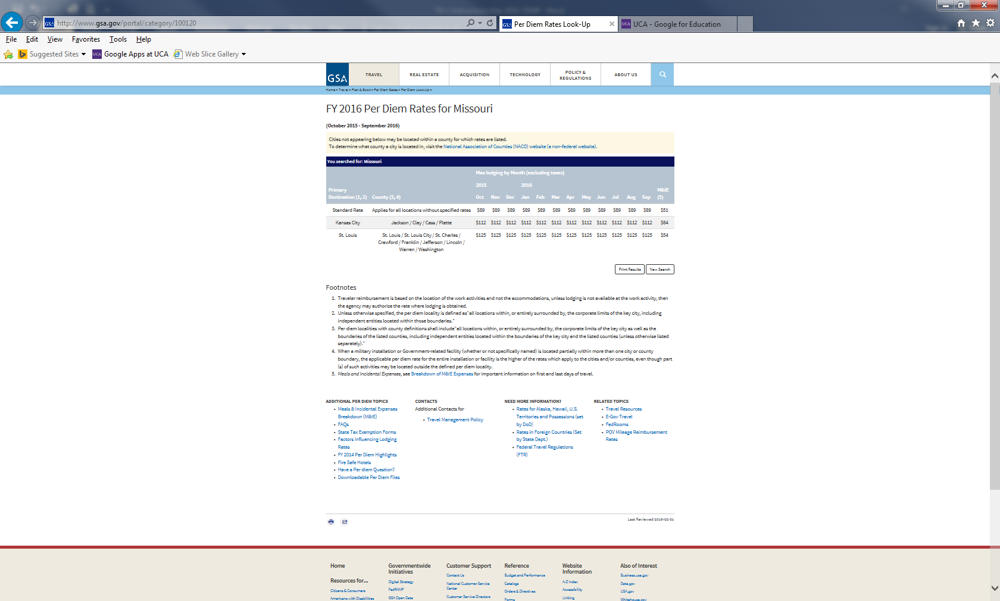 http://www.gsa.gov/portal/category/100120
Per Diem Rates Look-Up
UCA - Google for Education
File Edit View Favorites Tools Help
Suggested Sites Google Apps at UCA Web Slice Gallery
GSA TRAVEL REAL ESTATE ACQUISITION TECHNOLOGY POLICY & REGULATIONS ABOUT US
Home > Travel > Plan & Book > Per Diem Rates > Per Diem Look-Up >
FY 2016 Per Diem Rates for Missouri
(October 2015 - September 2016)
Cities not appearing below may be located within a county for which rates are listed.
To determine what county a city is located in, visit the National Association of Counties (NACO) website (a non-federal website).
You searched for: Missouri
Max lodging by Month (excluding taxes)
2015 2016
Primary M&IE
Destination (1, 2) County (3, 4) Oct Nov Dec Jan Feb Mar Apr May Jun Jul Aug Sep (5)
Standard Rate Applies for all locations without specified rates $89 $89 $89 $89 $89 $89 $89 $89 $89 $89 $89 $89 $51
Kansas City Jackson / Clay / Cass / Platte $112 $112 $112 $112 $112 $112 $112 $112 $112 $112 $112 $112 $64
St. Louis St. Louis / St. Louis City / St. Charles / $125 $125 $125 $125 $125 $125 $125 $125 $125 $125 $125 $125 $54
Crawford / Franklin / Jefferson / Lincoln /
Warren / Washington
Print Results New Search
Footnotes
1. Traveler reimbursement is based on the location of the work activities and not the accommodations, unless lodging is not available at the work activity, then
the agency may authorize the rate where lodging is obtained.
2. Unless otherwise specified, the per diem locality is defined as"all locations within, or entirely surrounded by, the corporate limits of the key city, including
independent entities located within those boundaries."
3. Per diem localities with county definitions shall include"all locations within, or entirely surrounded by, the corporate limits of the key city as well as the
boundaries of the listed counties, including independent entities located within the boundaries of the key city and the listed counties (unless otherwise listed
separately)."
4. When a military installation or Government-related facility (whether or not specifically named) is located partially within more than one city or county
boundary, the applicable per diem rate for the entire installation or facility is the higher of the rates which apply to the cities and/or counties, even though part
(s) of such activities may be located outside the defined per diem locality.
5. Meals and Incidental Expenses, see Breakdown of M&IE Expenses for important information on first and last days of travel.
ADDITIONAL PER DIEM TOPICS
• Meals & Incidental Expenses
Breakdown (M&IE)
• FAQs
• State Tax Exemption Forms
• Factors Influencing Lodging
Rates
• FY 2014 Per Diem Highlights
• Fire Safe Hotels
• Have a Per diem Question?
• Downloadable Per Diem Files
CONTACTS
Additional Contacts for
• Travel Management Policy
NEED MORE INFORMATION?
• Rates for Alaska, Hawaii, U.S.
Territories and Possessions (set
by DoD)
• Rates in Foreign Countries (Set
by State Dept.)
• Federal Travel Regulations
(FTR)
RELATED TOPICS
• Travel Resources
• E-Gov Travel
• FedRooms
• POV Mileage Reimbursement
Rates
Last Reviewed 2016-02-01
Home
Resources for...
Citizens & Consumers
Americans with Disabilities
Governmentwide
Initiatives
Digital Strategy
FedRAMP
GSA Open Data
Customer Support
Contact Us
National Customer Service
Center
Customer Service Directors
Reference
Budget and Performance
Catalogs
Orders & Directives
Forms
Website
Information
A-Z Index
Accessibility
Linking
Also of Interest
Business.usa.gov
Data.gov
USA.gov
Whitehouse.gov